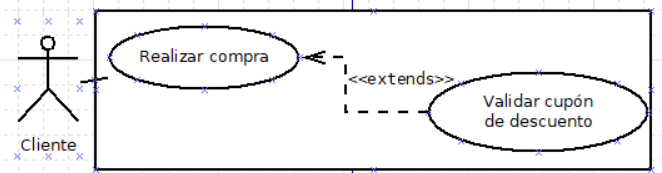 Realizar compra
<<extends>>
Validar cupón
de descuento
Cliente